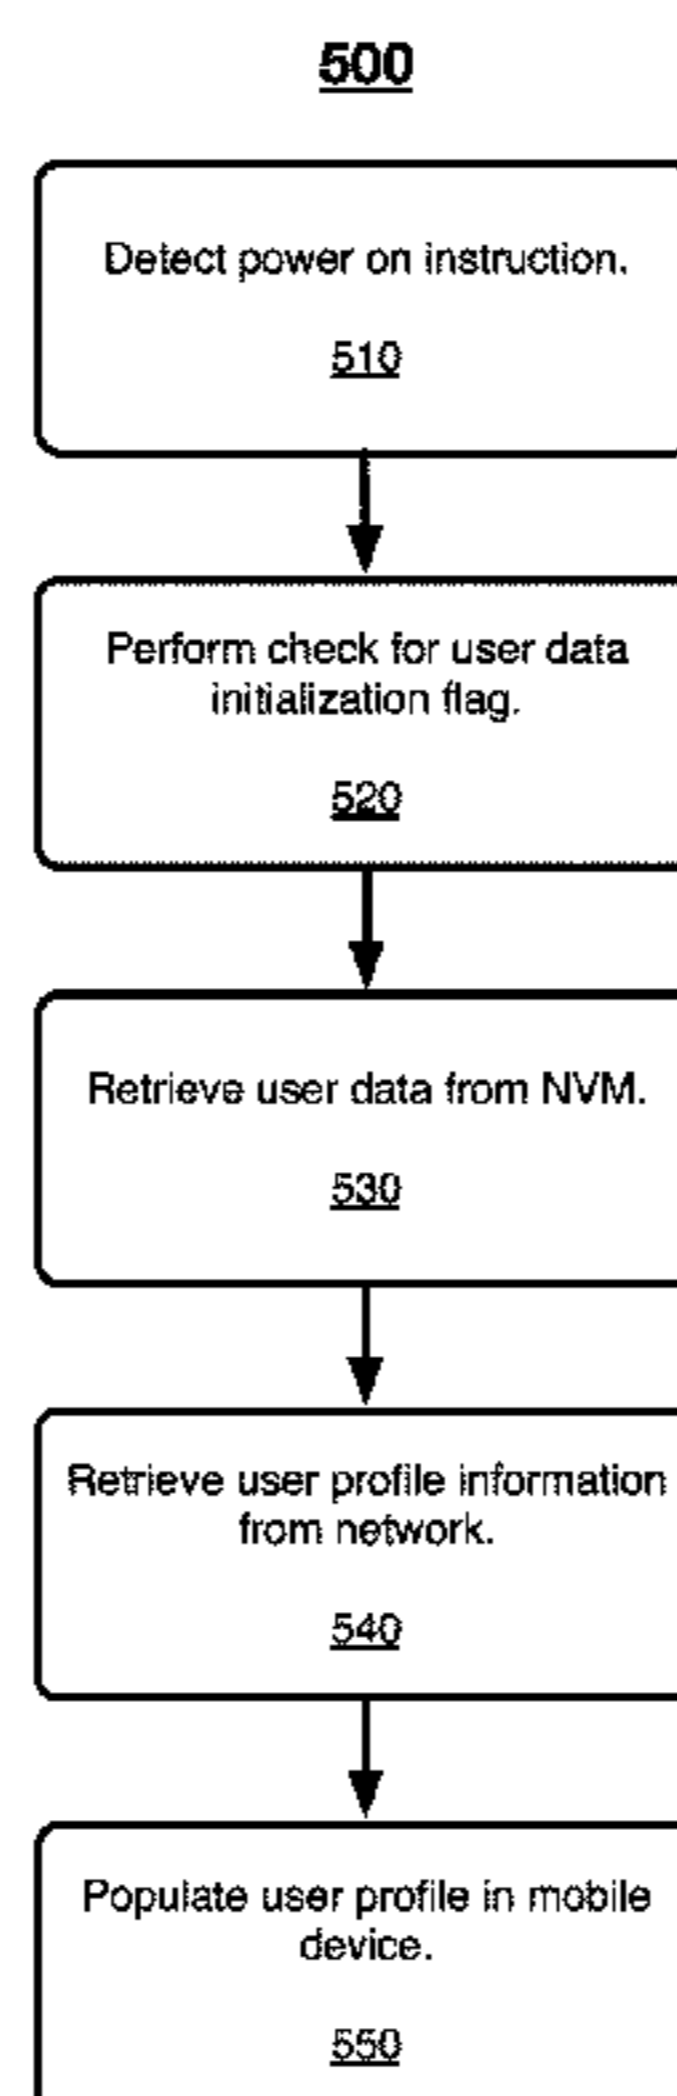 500
Detect power on instruction.
510
Perform check for user data
initialization flag.
520
Retrieve user data from NVM.
530
Retrieve user profile information
from network.
540
Populate user profile in mobile
device.
550